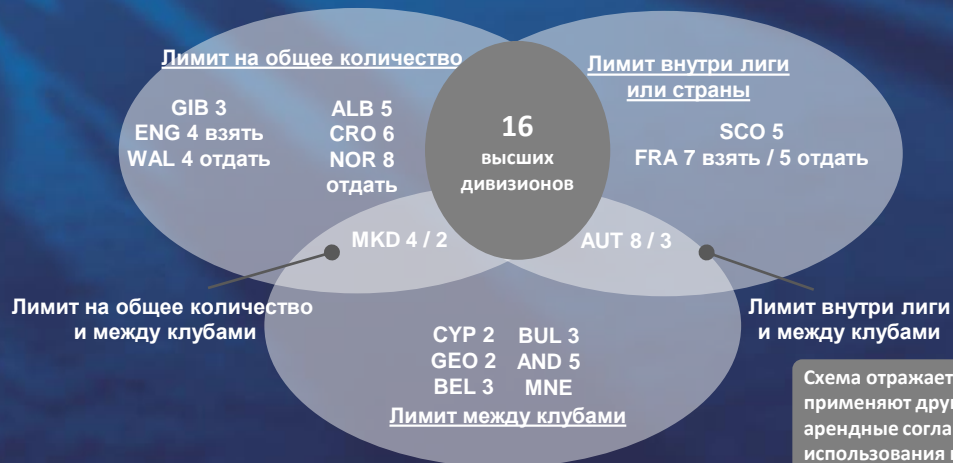 Лимит на общее количество
GIB 3
ENG 4 взять
WAL 4 отдать
ALB 5
CRO 6
NOR 8
отдать
16
высших
дивизионов
Лимит внутри лиги
или страны
SCO 5
FRA 7 взять / 5 отдать
MKD 4 / 2
AUT 8 / 3
Лимит на общее количество
и между клубами
Лимит внутри лиги
и между клубами
CYP 2 BUL 3
GEO 2 AND 5
BEL 3 MNE
Лимит между клубами
Схема отражает
применяют друг
арендные согла
использования